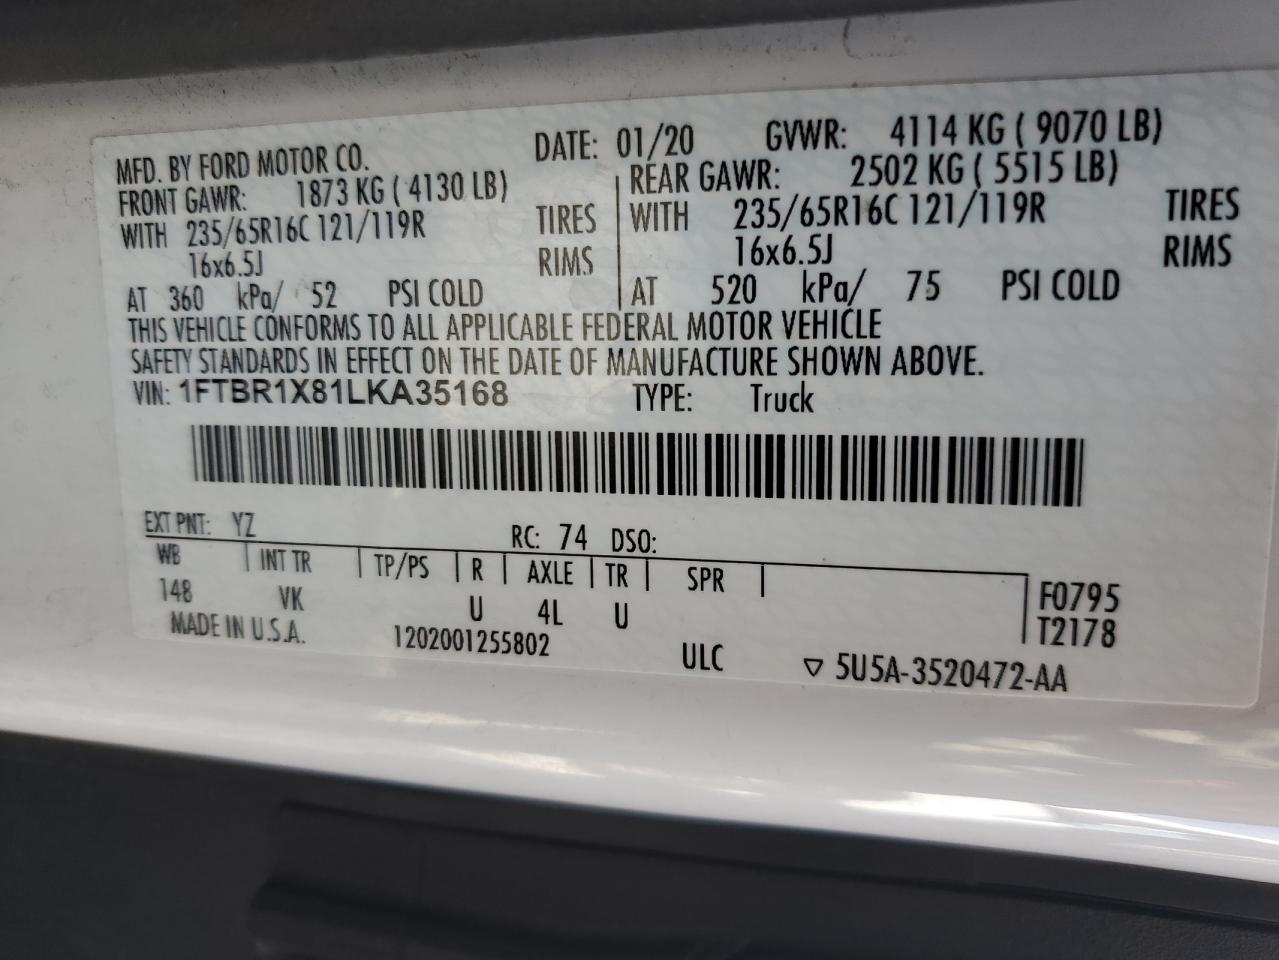 MFD. BY FORD MOTOR CO. DATE: 01/20 GVWR: 4114 KG ( 9070 LB)
FRONT GAWR: 1873 KG ( 4130 LB) REAR GAWR: 2502 KG ( 5515 LB)
WITH 235/65R16C 121/119R TIRES WITH 235/65R16C 121/119R TIRES
16x6.5J RIMS 16x6.5J RIMS
AT 360 kPa/ 52 PSI COLD AT 520 kPa/ 75 PSI COLD
THIS VEHICLE CONFORMS TO ALL APPLICABLE FEDERAL MOTOR VEHICLE
SAFETY STANDARDS IN EFFECT ON THE DATE OF MANUFACTURE SHOWN ABOVE.
VIN: 1FTBR1X81LKA35168 TYPE: Truck
EXT PNT: YZ RC: 74 DSO:
WB INT TR TP/PS R AXLE TR SPR F0795
148 VK U 4L U T2178
MADE IN U.S.A. 1202001255802 ULC ▽ 5U5A-3520472-AA